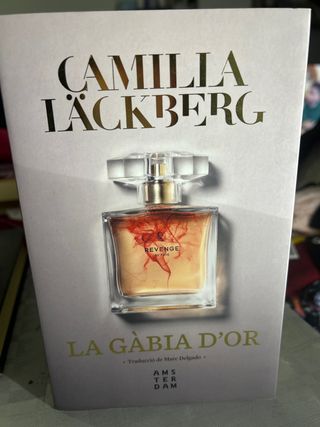 CAMILLA
LÄCKBERG
REVENGE
LA GÀBIA D'OR
• Traducció de Marc Delgado •
AMS
TER
DAM